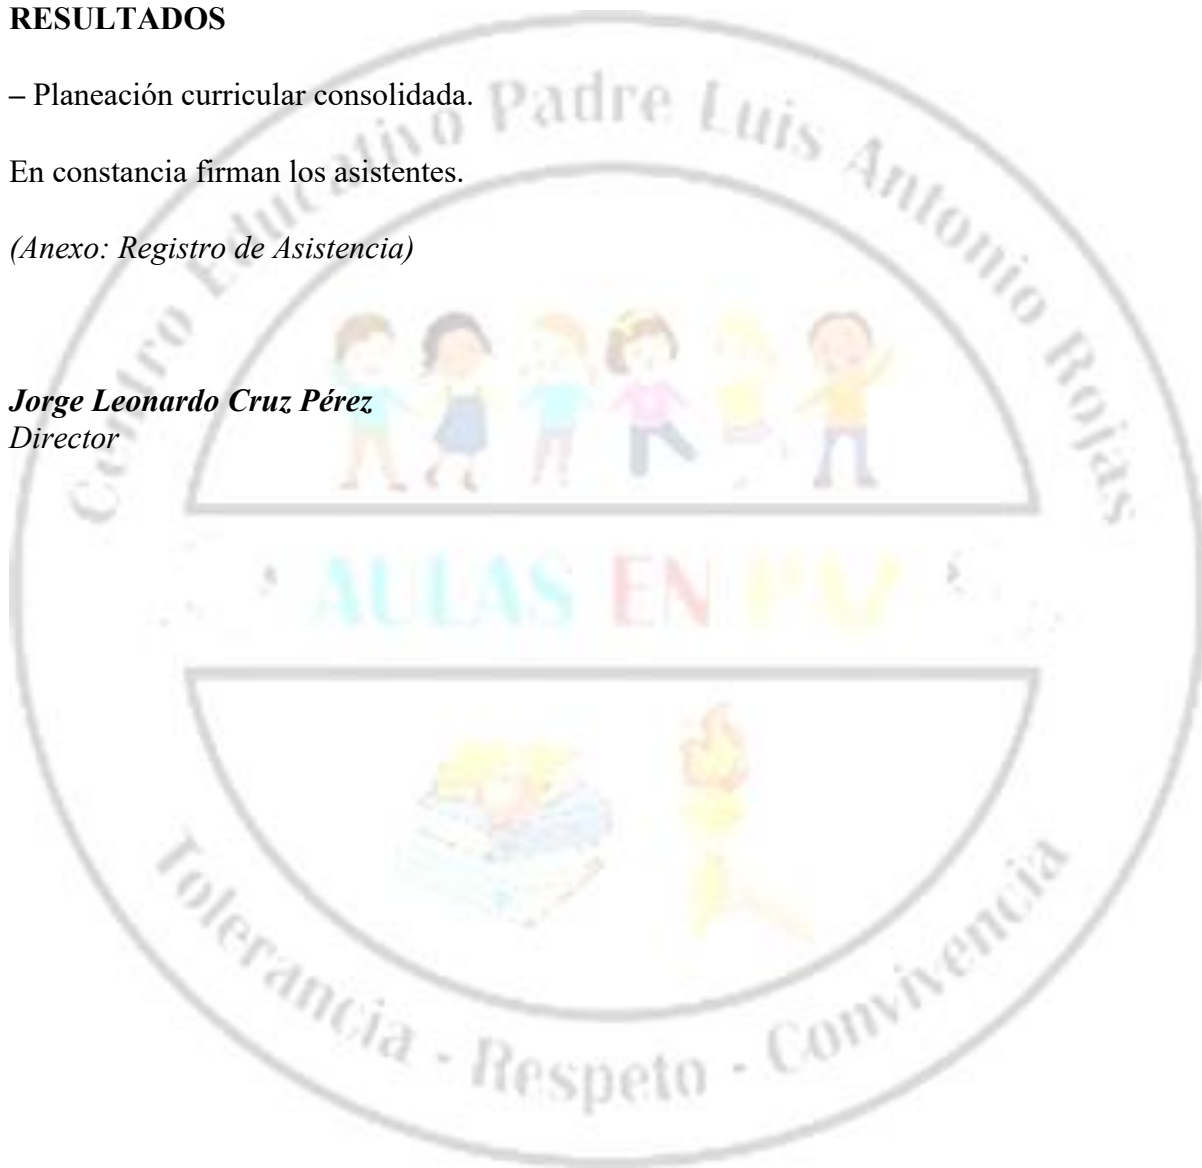 RESULTADOS
– Planeación curricular consolidada.
En constancia firman los asistentes.
(Anexo: Registro de Asistencia)
Jorge Leonardo Cruz Pérez
Director
Centro Educativo Padre Luis Antonio Rojas
AULAS EN PAZ
Tolerancia - Respeto - Convivencia